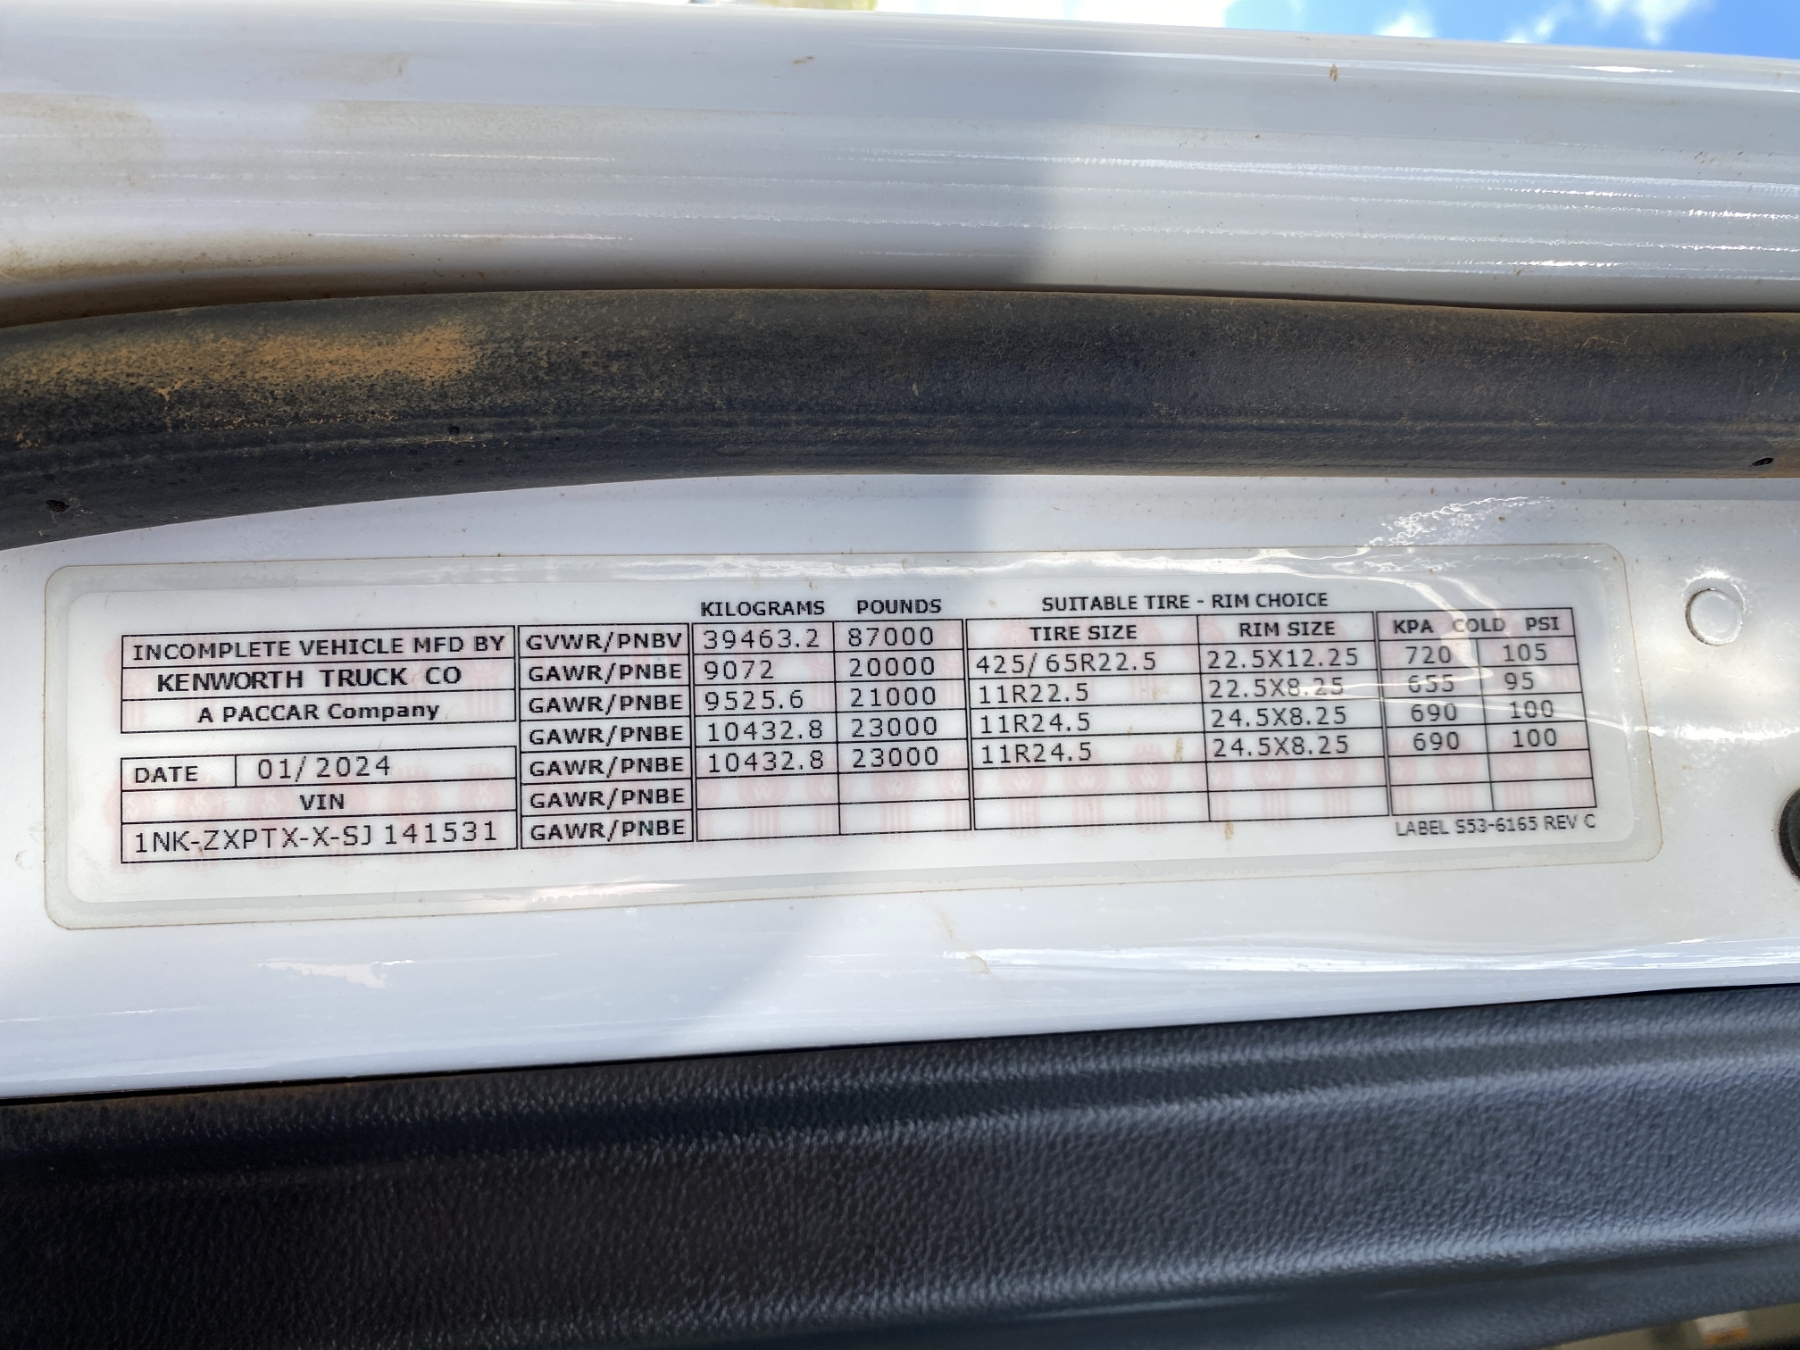 KILOGRAMS POUNDS SUITABLE TIRE - RIM CHOICE
INCOMPLETE VEHICLE MFD BY GVWR/PNBV 39463.2 87000 TIRE SIZE RIM SIZE KPA COLD PSI
KENWORTH TRUCK CO GAWR/PNBE 9072 20000 425/65R22.5 22.5X12.25 720 105
A PACCAR Company GAWR/PNBE 9525.6 21000 11R22.5 22.5X8.25 655 95
GAWR/PNBE 10432.8 23000 11R24.5 24.5X8.25 690 100
DATE 01/2024 GAWR/PNBE 10432.8 23000 11R24.5 24.5X8.25 690 100
VIN GAWR/PNBE
1NK-ZXPTX-X-SJ 141531 GAWR/PNBE
LABEL S53-6165 REV C